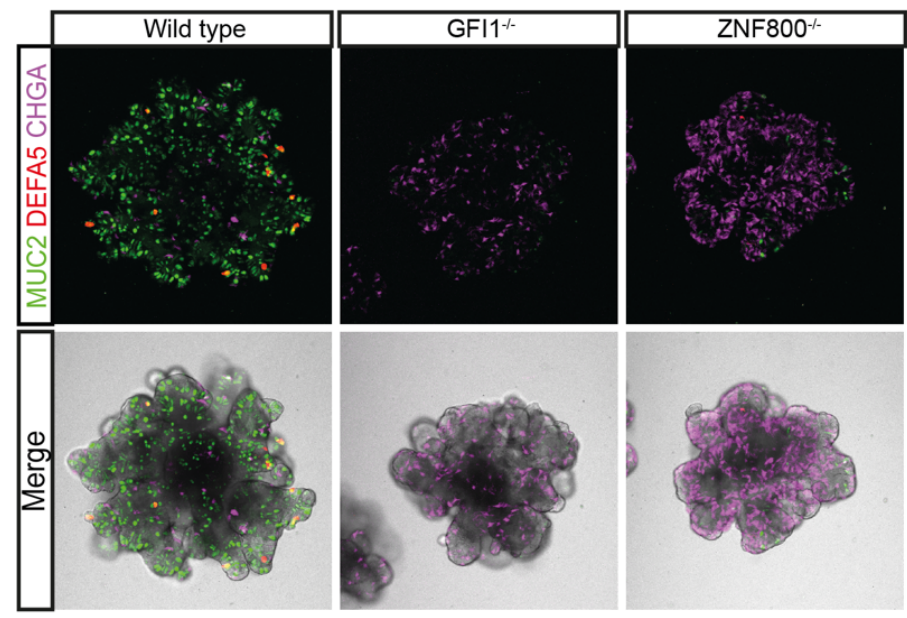 Wild type
GFI1-/-
ZNF800-/-
MUC2 DEFA5 CHGA
Merge